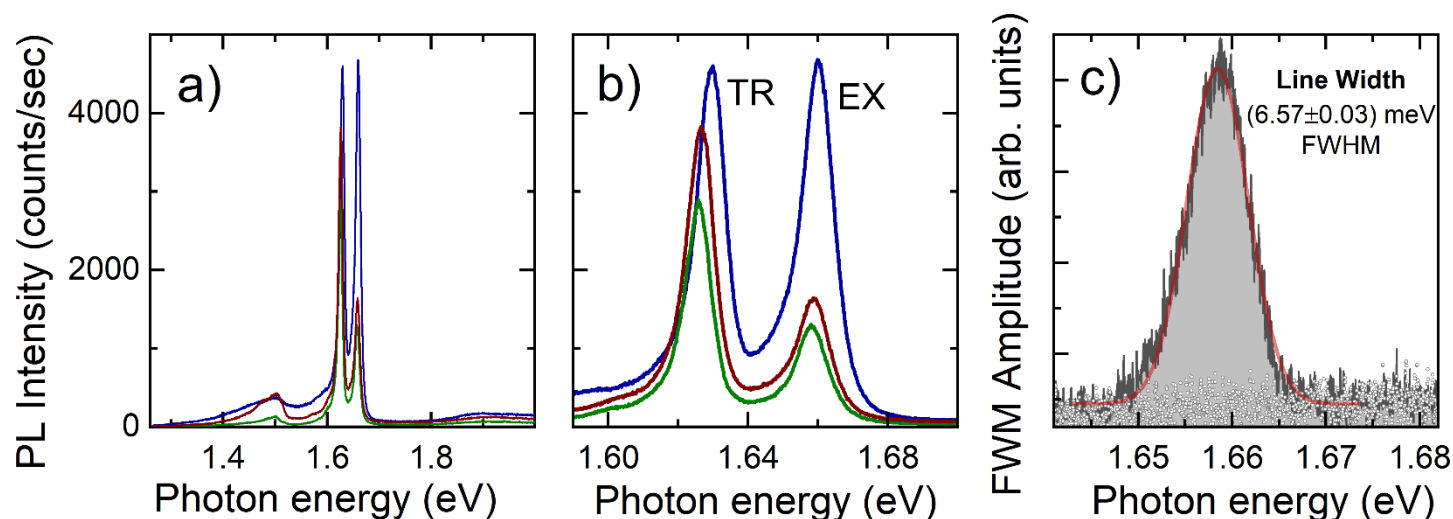 PL Intensity (counts/sec)
4000
2000
0
a)
1.4
1.6
1.8
Photon energy (eV)
b)
TR
EX
1.60
1.64
1.68
Photon energy (eV)
FWM Amplitude (arb. units)
c)
Line Width
(6.57±0.03) meV
FWHM
1.65
1.66
1.67
1.68
Photon energy (eV)